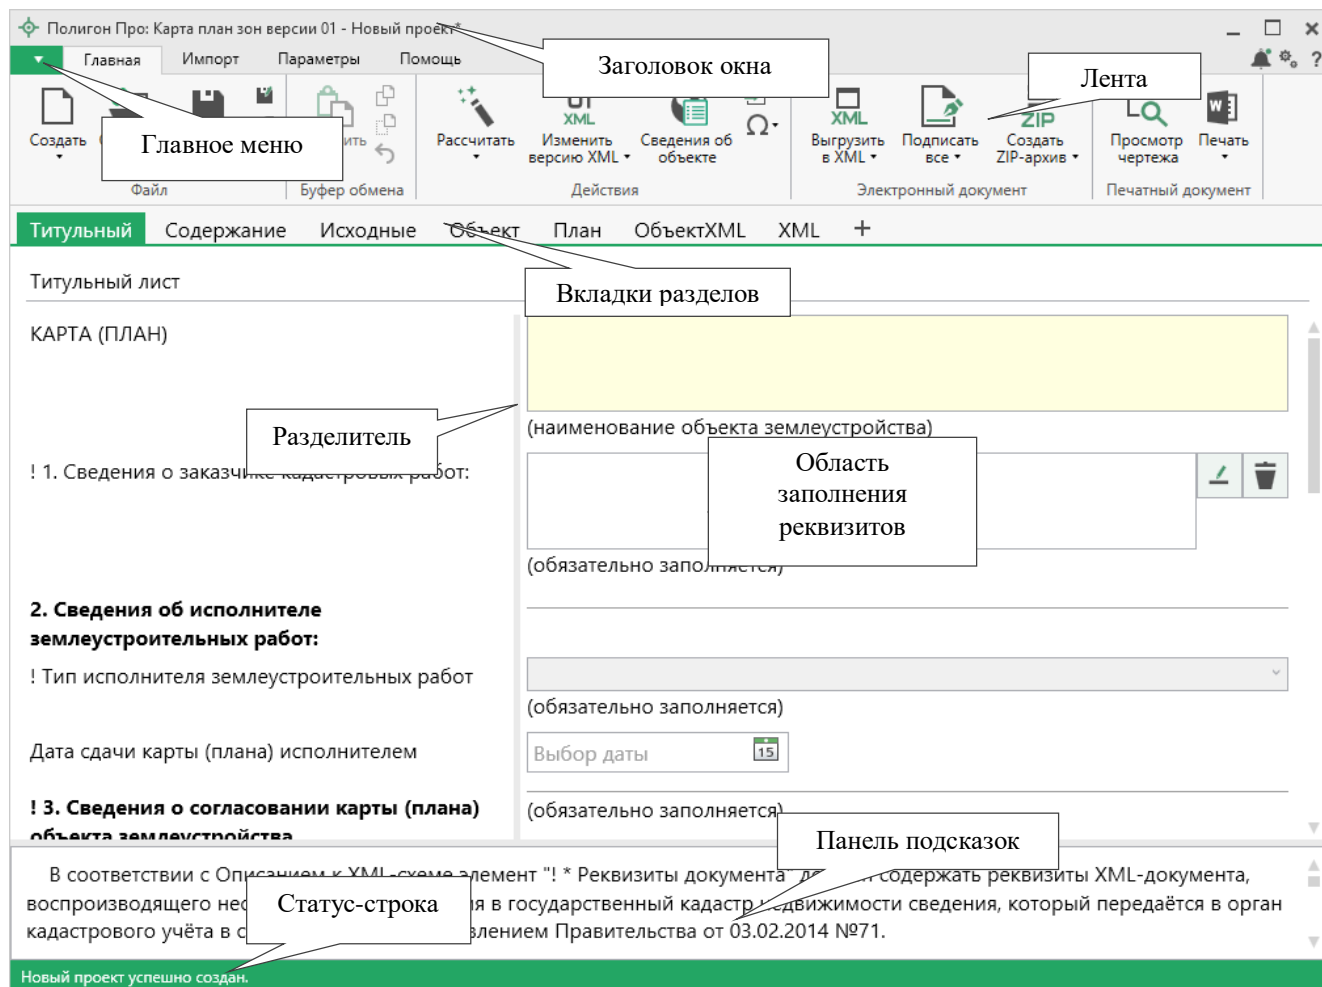 Полигон Про: Карта план зон версии 01 - Новый проект*
Заголовок окна
Главная Импорт Параметры Помощь
Лента
Главное меню
Создать
Рассчитать
Изменить
версию XML
Сведения об
объекте
XML
Выгрузить
в XML
Подписать
все
ZIP
Создать
ZIP-архив
Просмотр
чертежа
Печать
Файл Буфер обмена Действия Электронный документ Печатный документ
Титульный Содержание Исходные Объект План ОбъектXML XML +
Титульный лист
Вкладки разделов
КАРТА (ПЛАН)
Разделитель
(наименование объекта землеустройства)
! 1. Сведения о заказчике кадастровых работ:
Область
заполнения
реквизитов
(обязательно заполняется)
2. Сведения об исполнителе
землеустроительных работ:
! Тип исполнителя землеустроительных работ
(обязательно заполняется)
Дата сдачи карты (плана) исполнителем
Выбор даты 15
! 3. Сведения о согласовании карты (плана)
объекта землеустройства
(обязательно заполняется)
Панель подсказок
В соответствии с Описанием к XML-схеме элемент "! * Реквизиты документа" содержать реквизиты XML-документа,
воспроизводящего в государственный кадастр недвижимости сведения, который передаётся в орган
кадастрового учёта в Правительства от 03.02.2014 №71.
Статус-строка
Новый проект успешно создан.